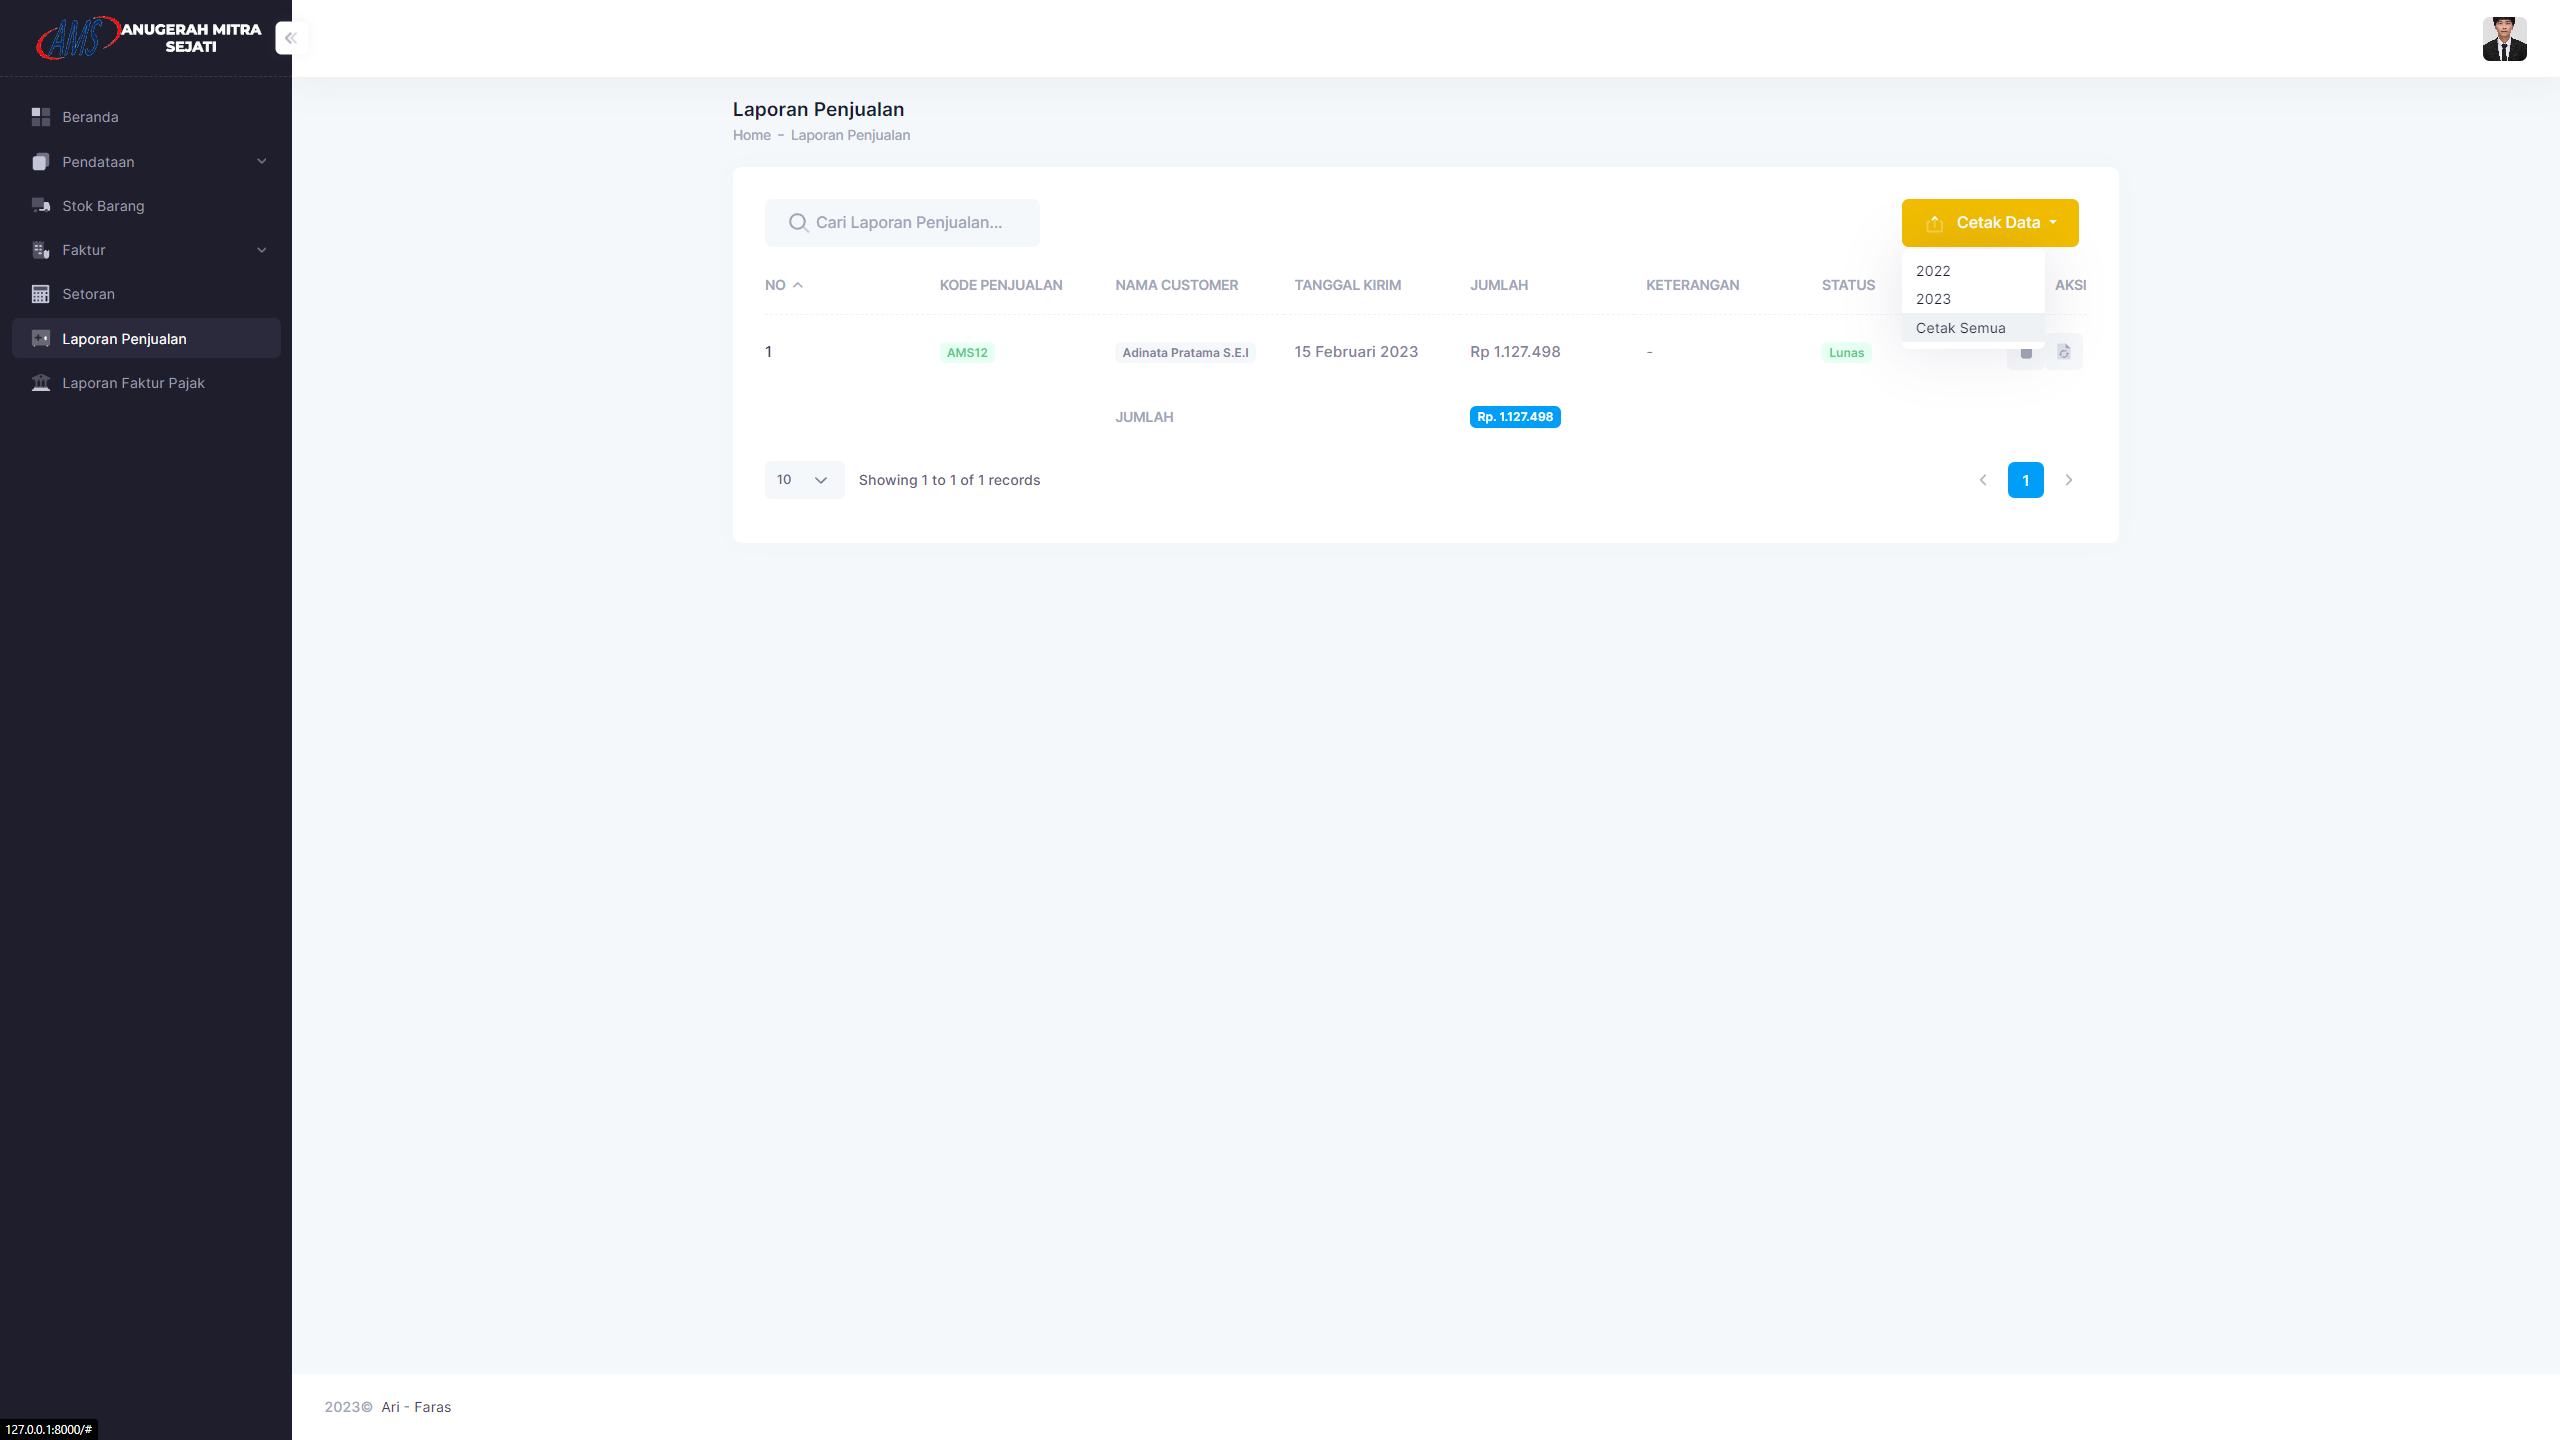 AMS ANUGERAH MITRA
SEJATI
Beranda
Pendataan
Stok Barang
Faktur
Setoran
Laporan Penjualan
Laporan Faktur Pajak
Laporan Penjualan
Home - Laporan Penjualan
Cari Laporan Penjualan...
Cetak Data
2022
2023
Cetak Semua
NO KODE PENJUALAN NAMA CUSTOMER TANGGAL KIRIM JUMLAH KETERANGAN STATUS AKSI
1 AMS12 Adinata Pratama S.E.I 15 Februari 2023 Rp 1.127.498 - Lunas
JUMLAH Rp. 1.127.498
10 Showing 1 to 1 of 1 records 1
2023© Ari - Faras
127.0.0.1:8000/#